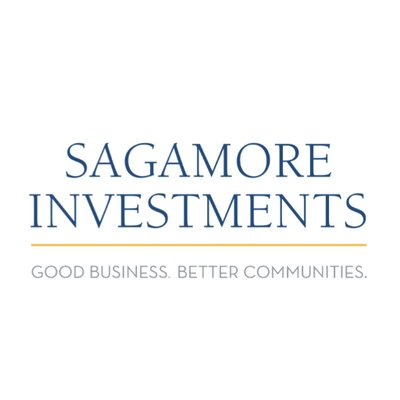 SAGAMORE
INVESTMENTS
GOOD BUSINESS. BETTER COMMUNITIES.